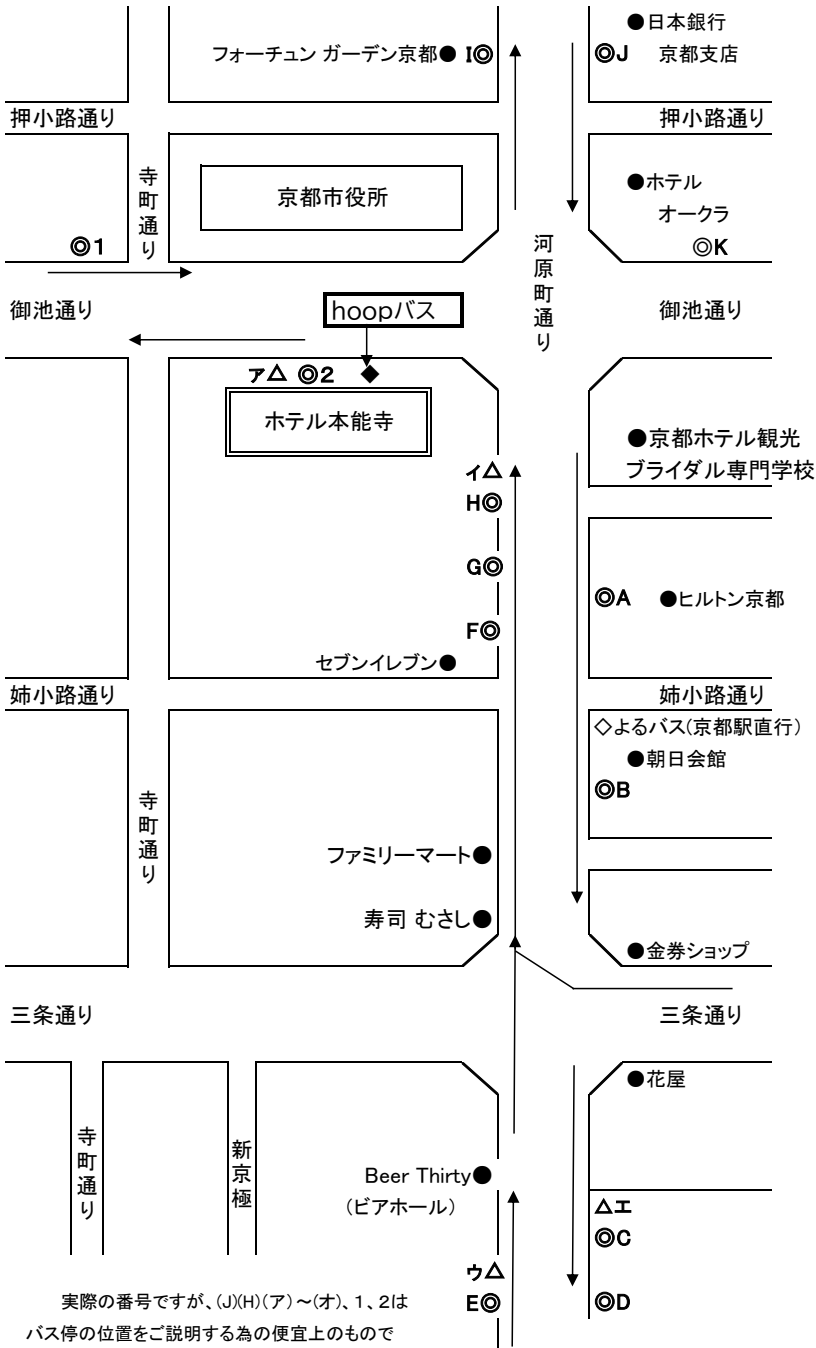 ●日本銀行
フォーチュン ガーデン京都● I◎
◎J 京都支店
押小路通り
押小路通り
寺町通り
京都市役所
●ホテル
オークラ
◎1
◎K
河原町通り
御池通り
hoopバス
御池通り
ア△ ◎2 ◆
ホテル本能寺
●京都ホテル観光
ブライダル専門学校
イ△
H◎
G◎
◎A ●ヒルトン京都
F◎
セブンイレブン●
姉小路通り
姉小路通り
◇よるバス(京都駅直行)
●朝日会館
◎B
寺町通り
ファミリーマート●
寿司 むさし●
●金券ショップ
三条通り
三条通り
●花屋
寺町通り
新京極
Beer Thirty●
(ビアホール)
△エ
◎C
ウ△
E◎
◎D
実際の番号ですが、(J)(H)(ア)～(オ)、1、2は
バス停の位置をご説明する為の便宜上のもので